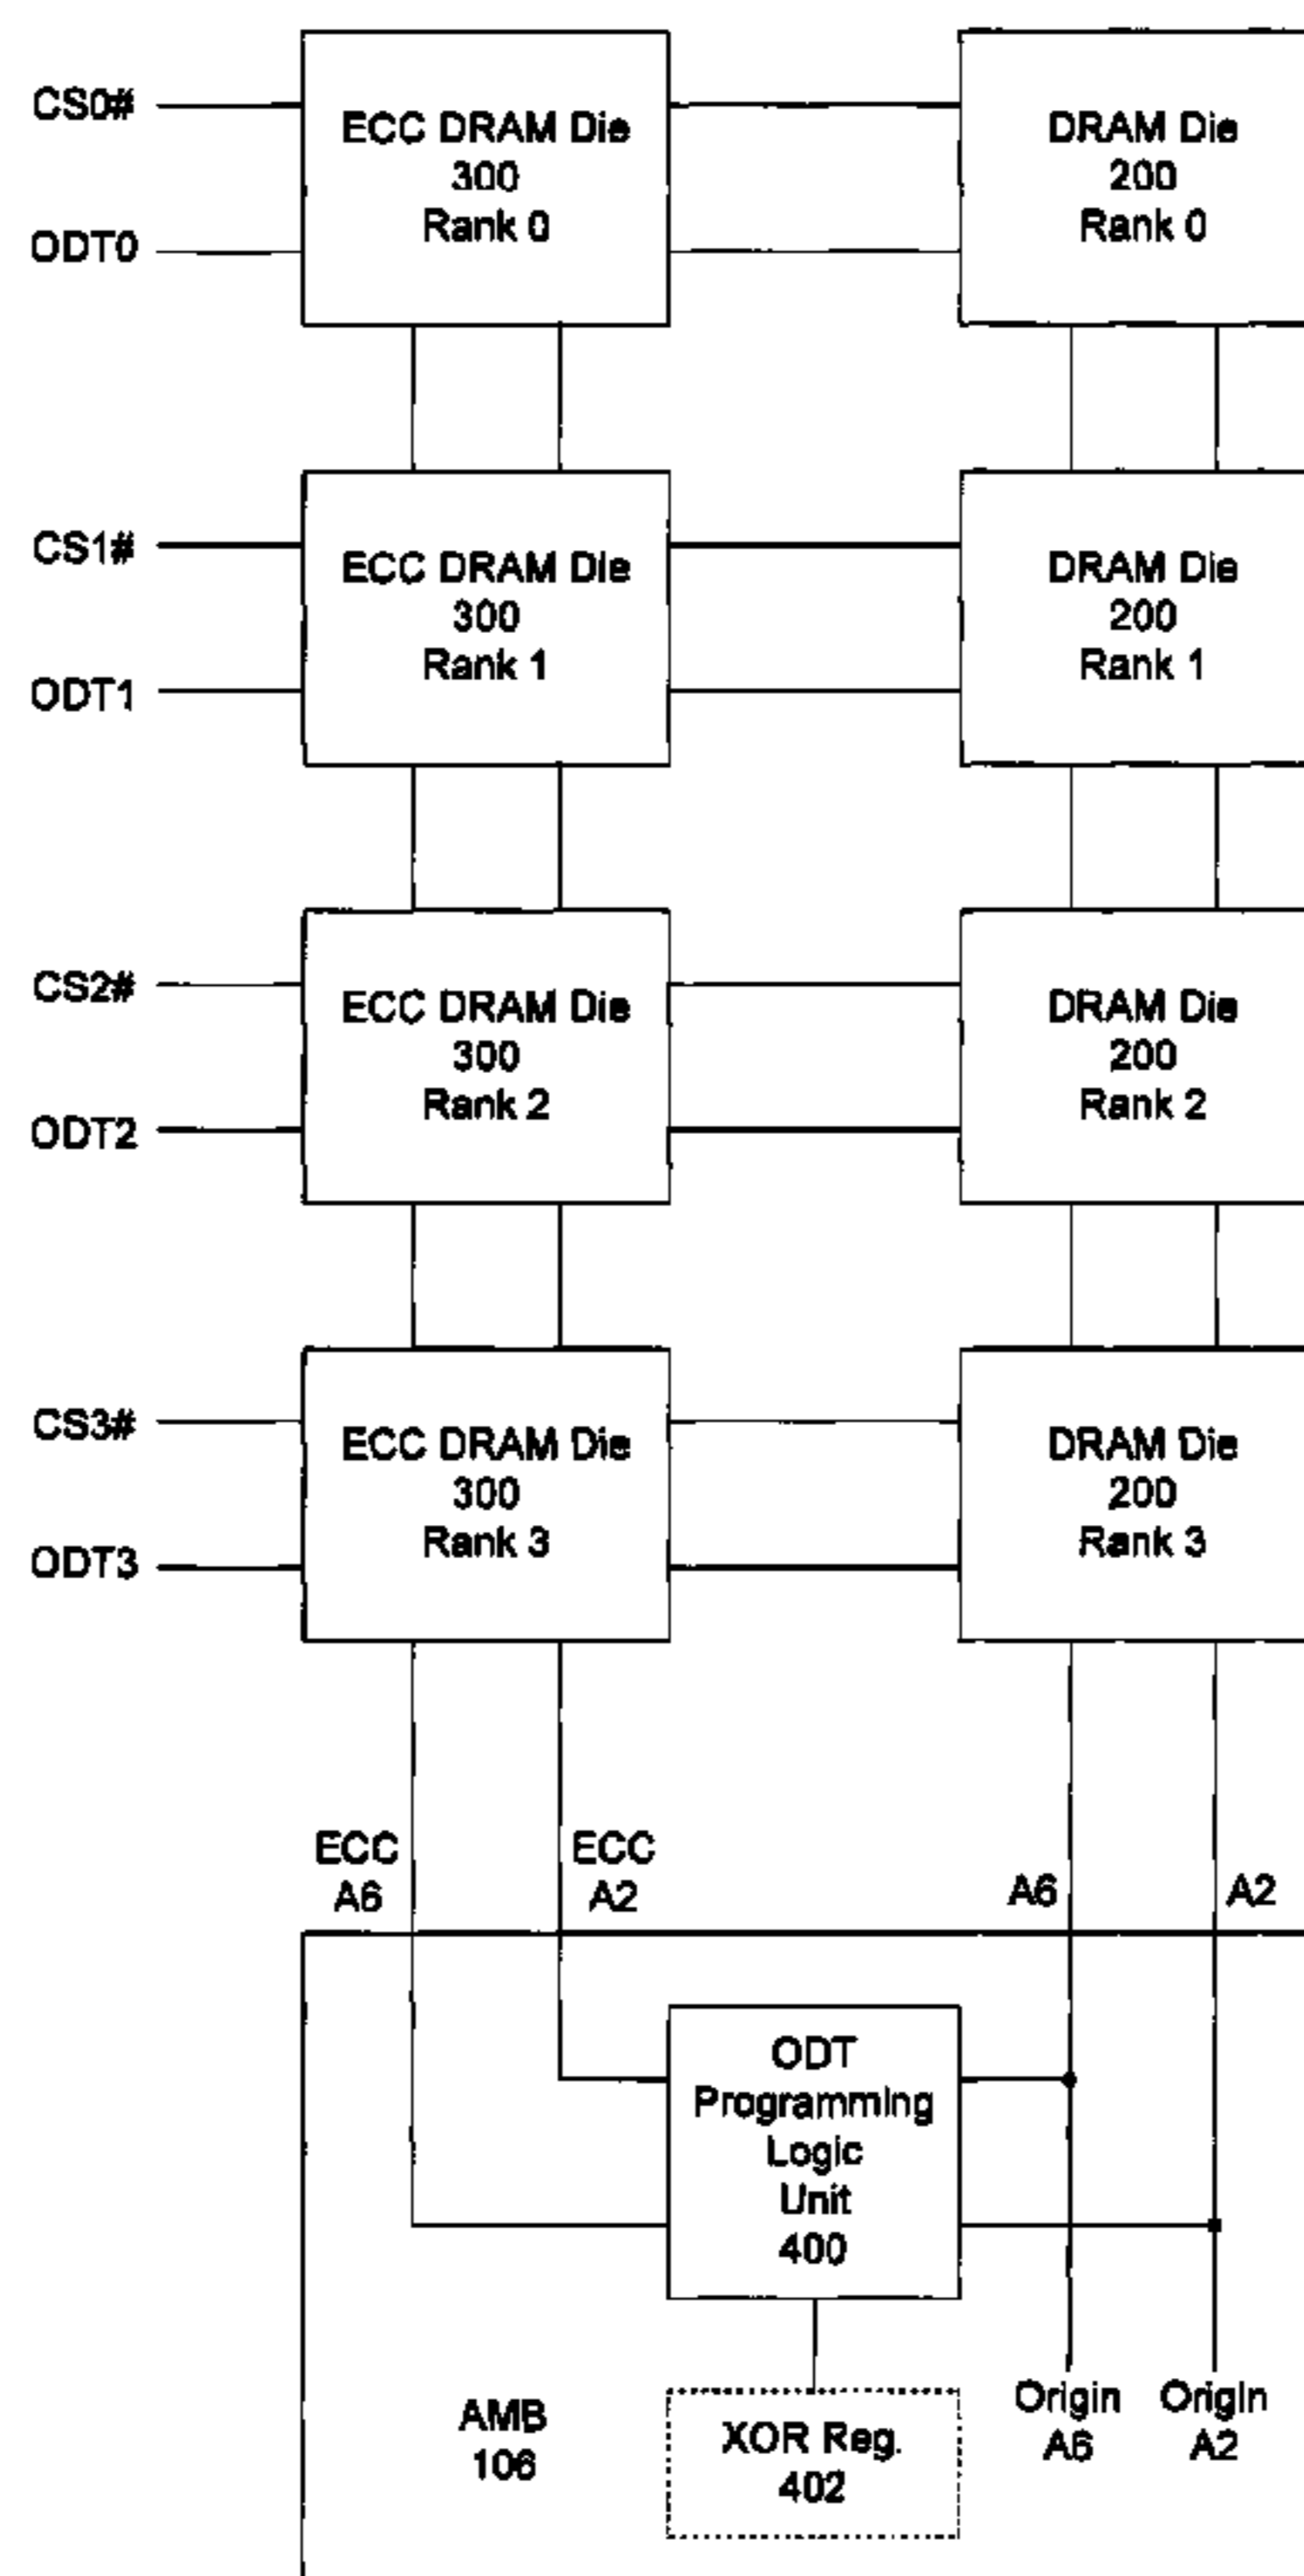 CS0#
ECC DRAM Die
300
Rank 0
DRAM Die
200
Rank 0
ODT0
CS1#
ECC DRAM Die
300
Rank 1
DRAM Die
200
Rank 1
ODT1
CS2#
ECC DRAM Die
300
Rank 2
DRAM Die
200
Rank 2
ODT2
CS3#
ECC DRAM Die
300
Rank 3
DRAM Die
200
Rank 3
ODT3
ECC
A6
ECC
A2
A6
A2
ODT
Programming
Logic
Unit
400
AMB
106
XOR Reg.
402
Origin
A6
Origin
A2